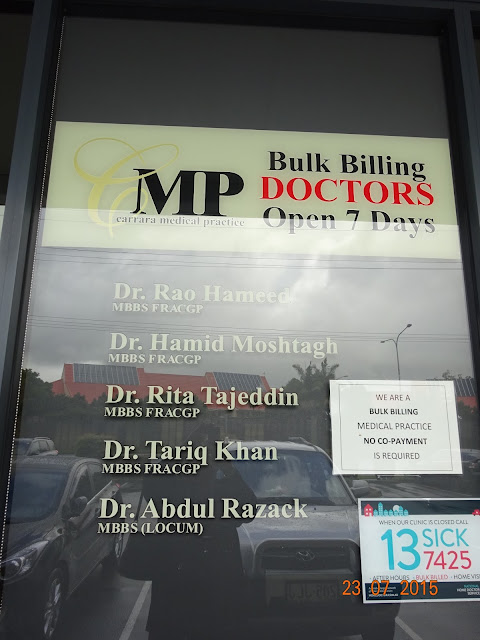 CMP
carrara medical practice
Bulk Billing
DOCTORS
Open 7 Days
Dr. Rao Hameed
MBBS FRACGP
Dr. Hamid Moshtagh
MBBS FRACGP
Dr. Rita Tajeddin
MBBS FRACGP
Dr. Tariq Khan
MBBS FRACGP
Dr. Abdul Razack
MBBS (LOCUM)
WE ARE A
BULK BILLING
MEDICAL PRACTICE
NO CO-PAYMENT
IS REQUIRED
WHEN OUR CLINIC IS CLOSED CALL
13 SICK
7425
AFTER HOURS BULK BILLED HOME VISITS
23 07 2015